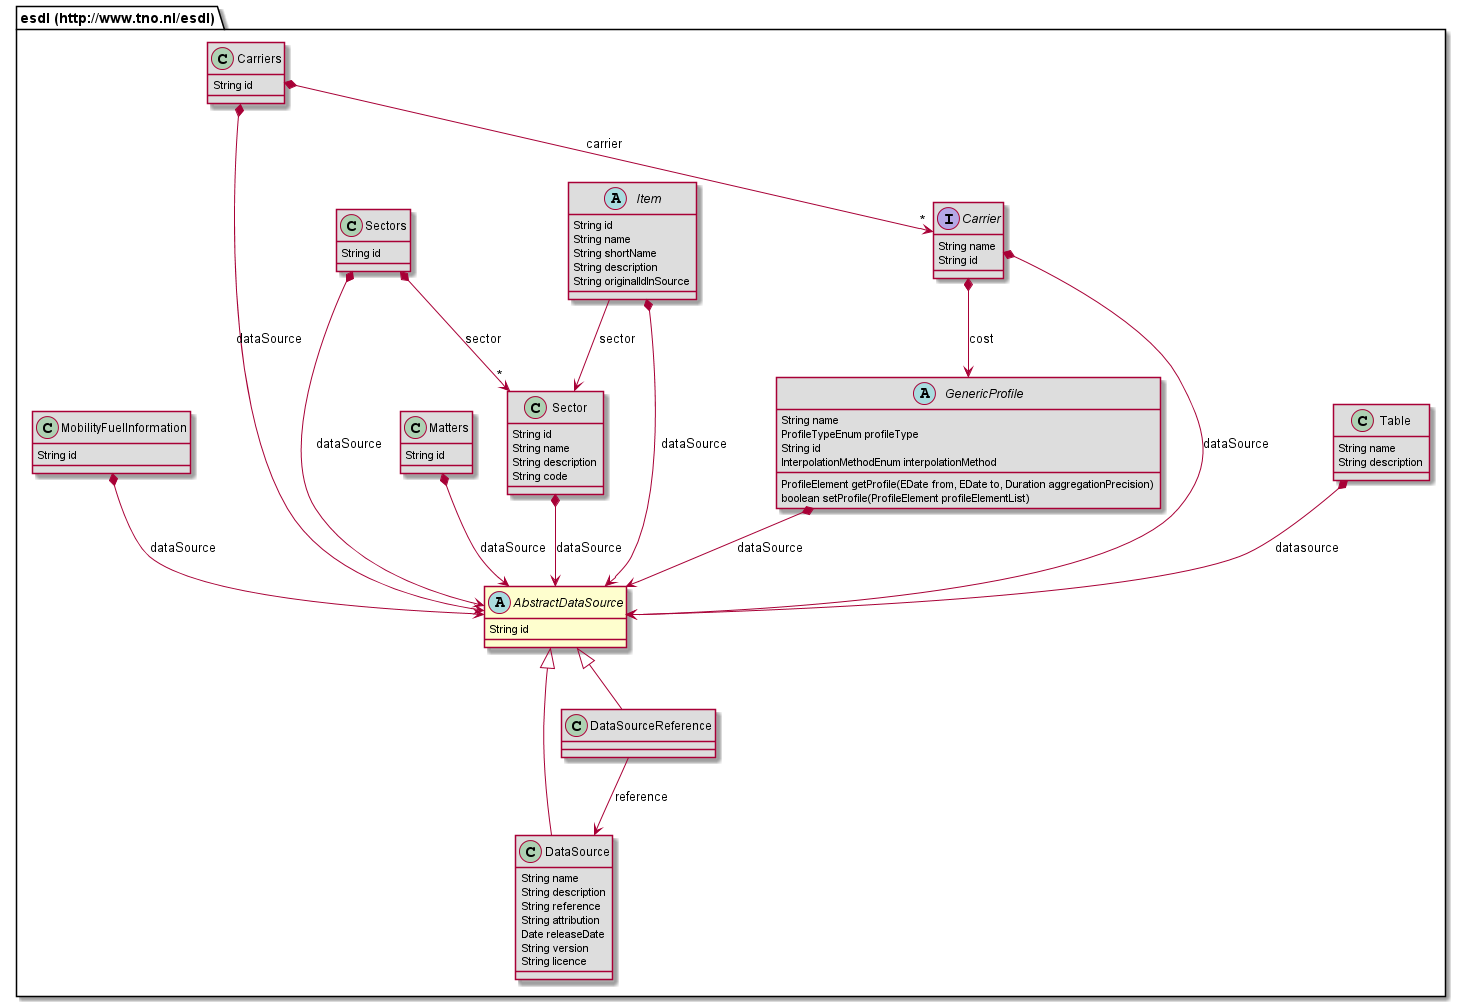 esdl (http://www.tno.nl/esdl)
C Carriers
String id
carrier
A Item
String id
String name
String shortName
String description
String originalIdInSource
*
I Carrier
String name
String id
C Sectors
String id
dataSource
sector
sector
cost
*
A GenericProfile
String name
ProfileTypeEnum profileType
String id
InterpolationMethodEnum interpolationMethod
ProfileElement getProfile(EDate from, EDate to, Duration aggregationPrecision)
boolean setProfile(ProfileElement profileElementList)
C Sector
String id
String name
String description
String code
C MobilityFuelInformation
String id
dataSource
C Matters
String id
dataSource
dataSource
C Table
String name
String description
dataSource
dataSource
dataSource
dataSource
datasource
A AbstractDataSource
String id
C DataSourceReference
reference
C DataSource
String name
String description
String reference
String attribution
Date releaseDate
String version
String licence